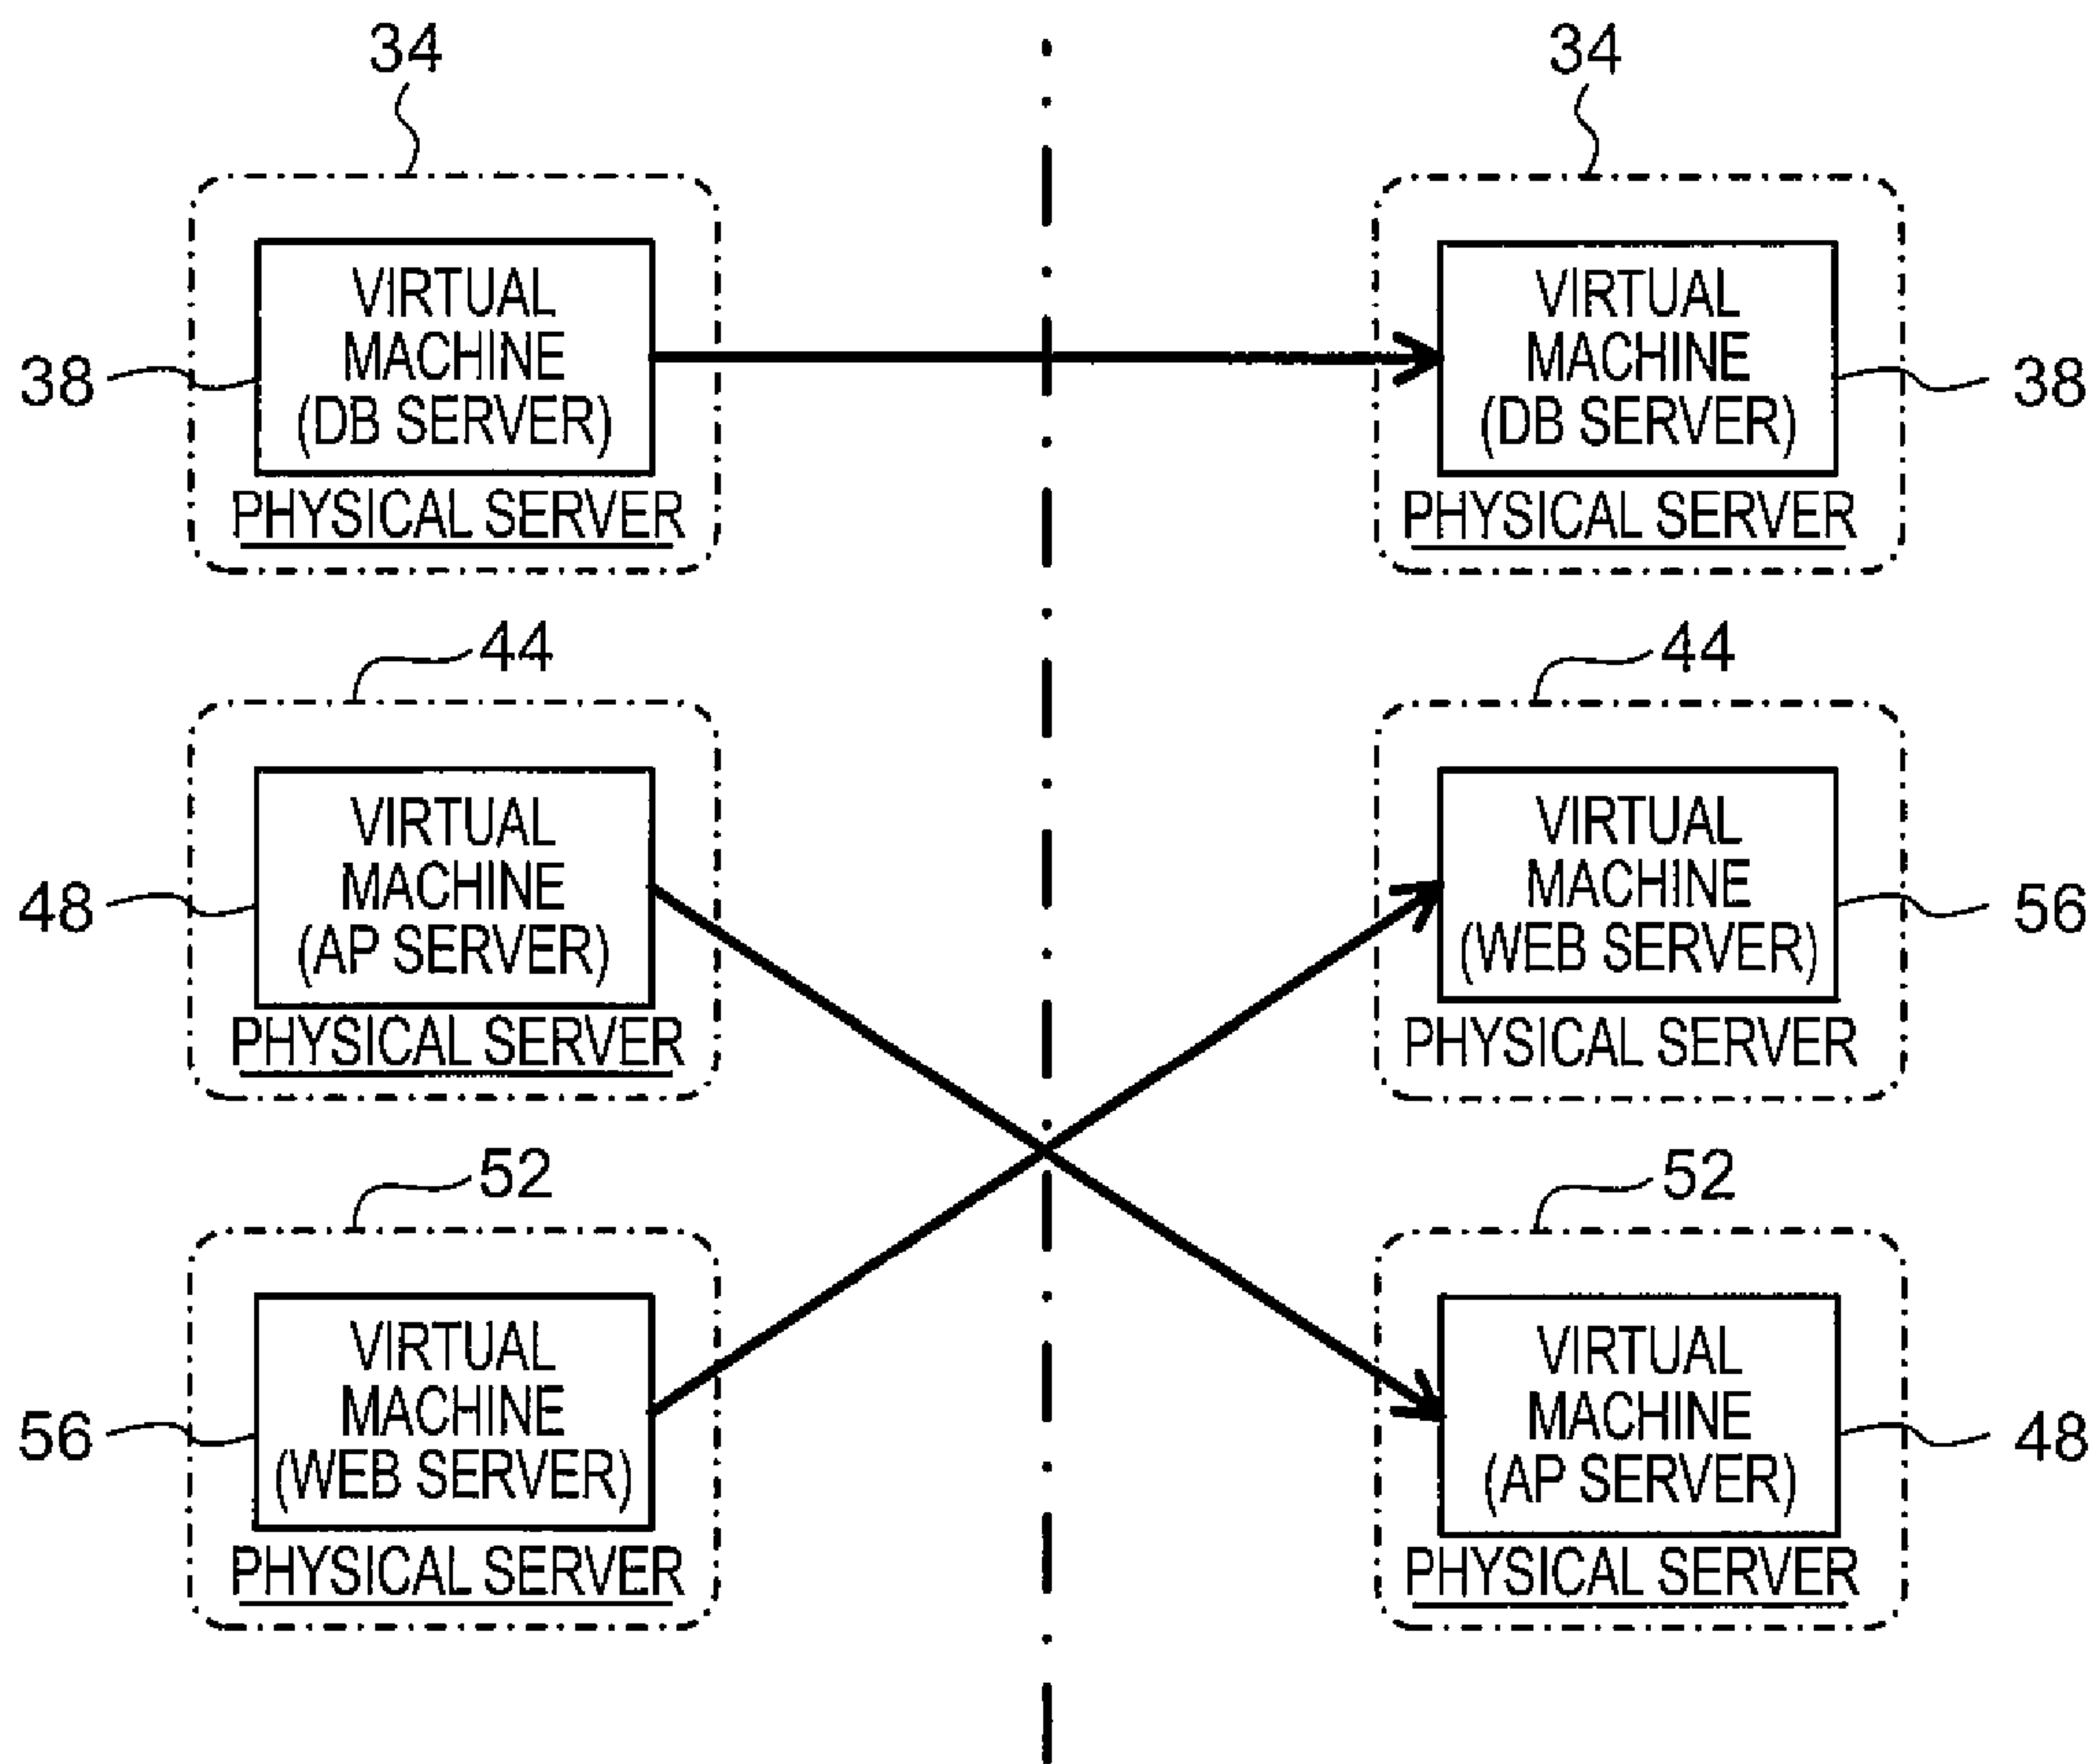 34
34
VIRTUAL
MACHINE
(DB SERVER)
PHYSICAL SERVER
38
VIRTUAL
MACHINE
(DB SERVER)
PHYSICAL SERVER
38
44
44
VIRTUAL
MACHINE
(AP SERVER)
PHYSICAL SERVER
48
VIRTUAL
MACHINE
(WEB SERVER)
PHYSICAL SERVER
56
52
52
VIRTUAL
MACHINE
(WEB SERVER)
PHYSICAL SERVER
56
VIRTUAL
MACHINE
(AP SERVER)
PHYSICAL SERVER
48